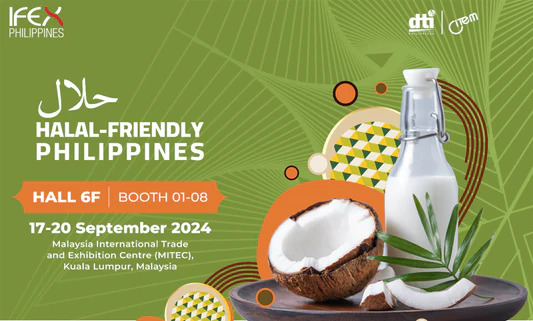 IFEX
PHILIPPINES
dti
CITEM
حلال
HALAL-FRIENDLY
PHILIPPINES
HALL 6F | BOOTH 01-08
17-20 September 2024
Malaysia International Trade
and Exhibition Centre (MITEC),
Kuala Lumpur, Malaysia